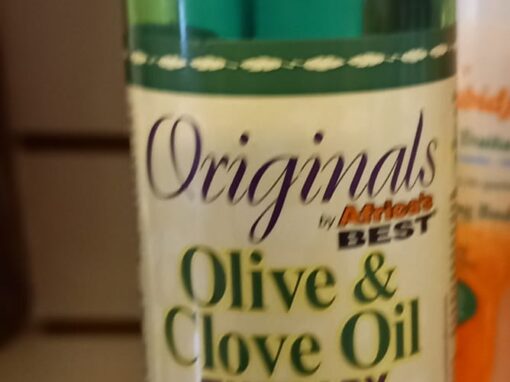 Originals
by Africa's
BEST
Olive &
Clove Oil